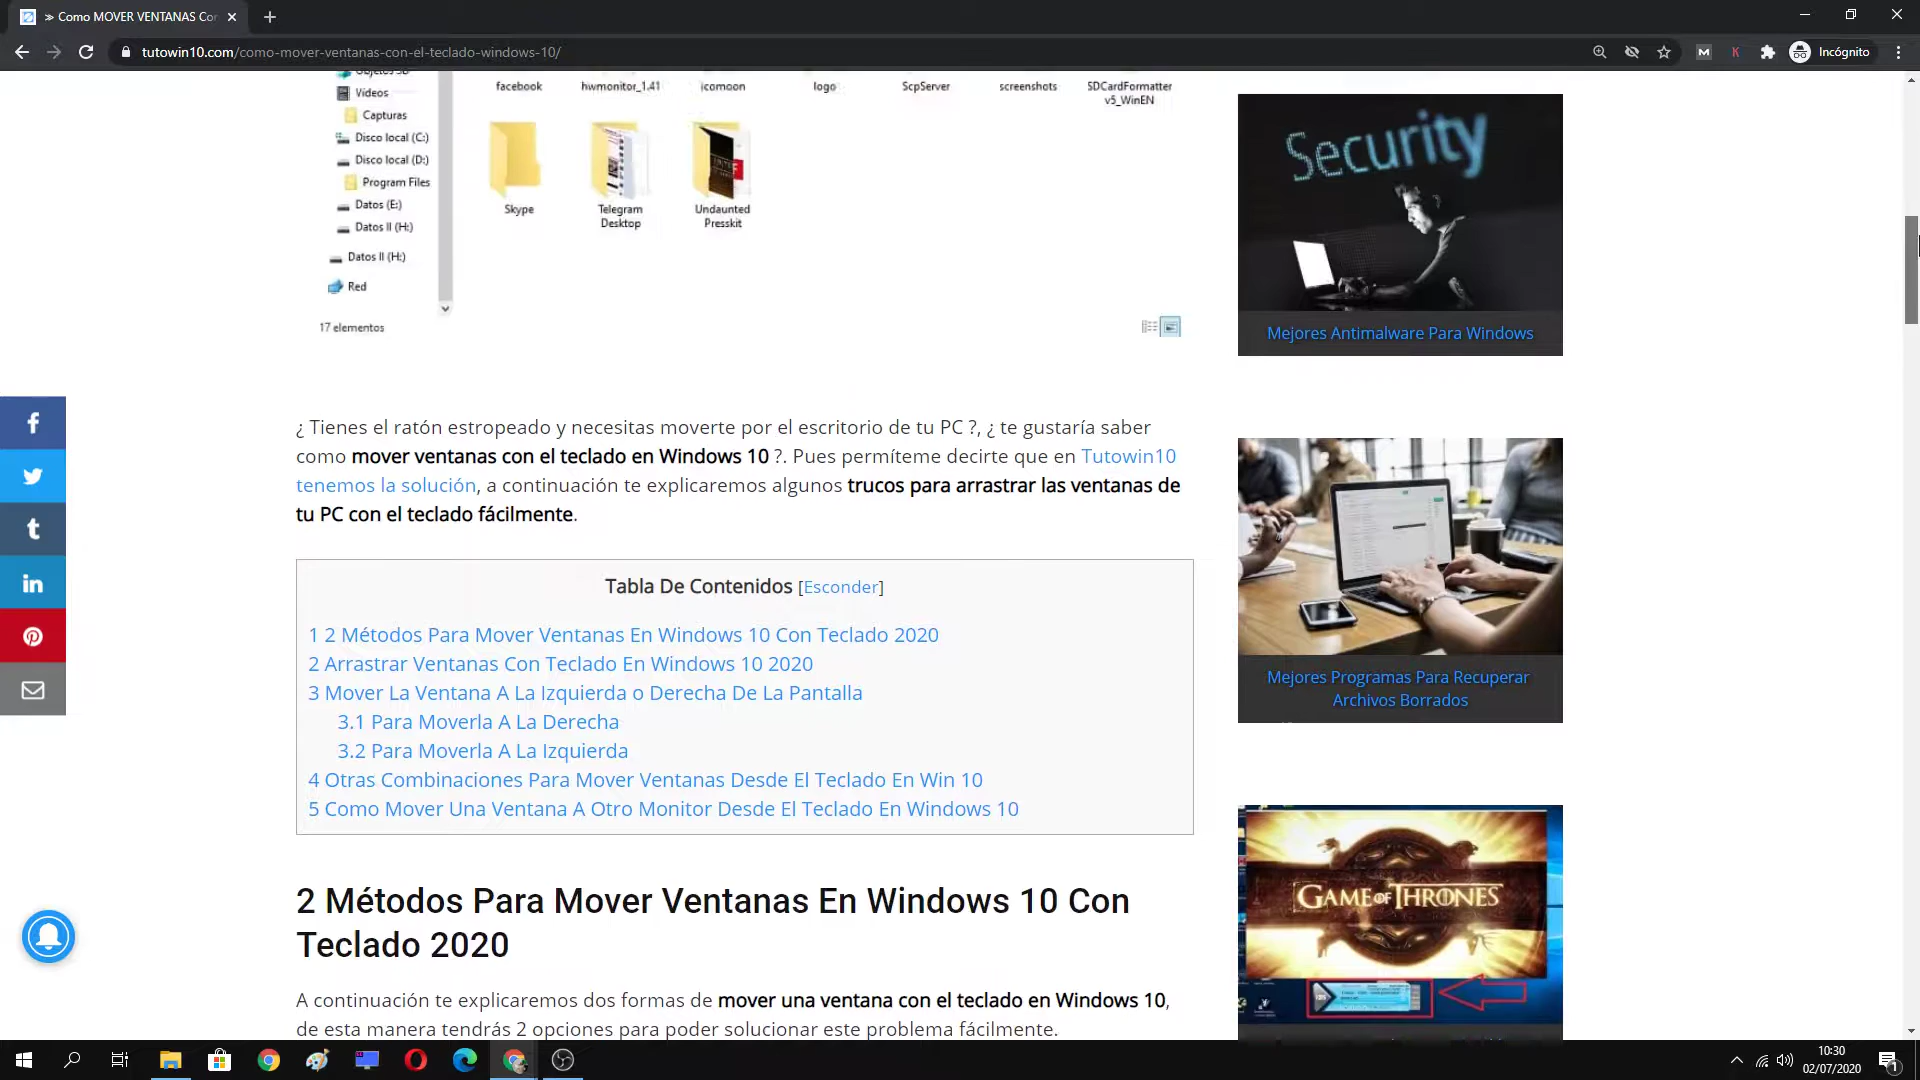 ≫ Como MOVER VENTANAS Cor
tutowin10.com/como-mover-ventanas-con-el-teclado-windows-10/
Incógnito
Objetos 3D
Vídeos
Capturas
Disco local (C:)
Disco local (D:)
Program Files
Datos (E:)
Datos II (H:)
Datos II (H:)
Red
17 elementos
facebook
hwmonitor_1.41
icomoon
logo
ScpServer
screenshots
SDCardFormatter
v5_WinEN
Skype
Telegram
Desktop
Undaunted
Presskit
¿ Tienes el ratón estropeado y necesitas moverte por el escritorio de tu PC ?, ¿ te gustaría saber
como mover ventanas con el teclado en Windows 10 ?. Pues permíteme decirte que en Tutowin10
tenemos la solución, a continuación te explicaremos algunos trucos para arrastrar las ventanas de
tu PC con el teclado fácilmente.
Tabla De Contenidos [Esconder]
1 2 Métodos Para Mover Ventanas En Windows 10 Con Teclado 2020
2 Arrastrar Ventanas Con Teclado En Windows 10 2020
3 Mover La Ventana A La Izquierda o Derecha De La Pantalla
3.1 Para Moverla A La Derecha
3.2 Para Moverla A La Izquierda
4 Otras Combinaciones Para Mover Ventanas Desde El Teclado En Win 10
5 Como Mover Una Ventana A Otro Monitor Desde El Teclado En Windows 10
2 Métodos Para Mover Ventanas En Windows 10 Con
Teclado 2020
A continuación te explicaremos dos formas de mover una ventana con el teclado en Windows 10,
de esta manera tendrás 2 opciones para poder solucionar este problema fácilmente.
Security
Mejores Antimalware Para Windows
Mejores Programas Para Recuperar
Archivos Borrados
GAME OF THRONES
10:30
02/07/2020
1